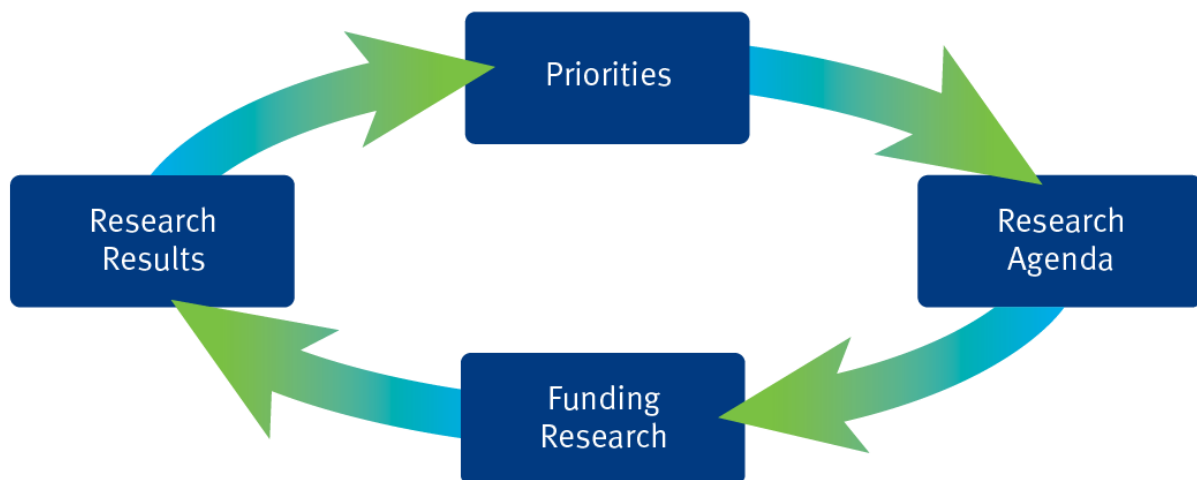 Priorities
Research
Agenda
Funding
Research
Research
Results